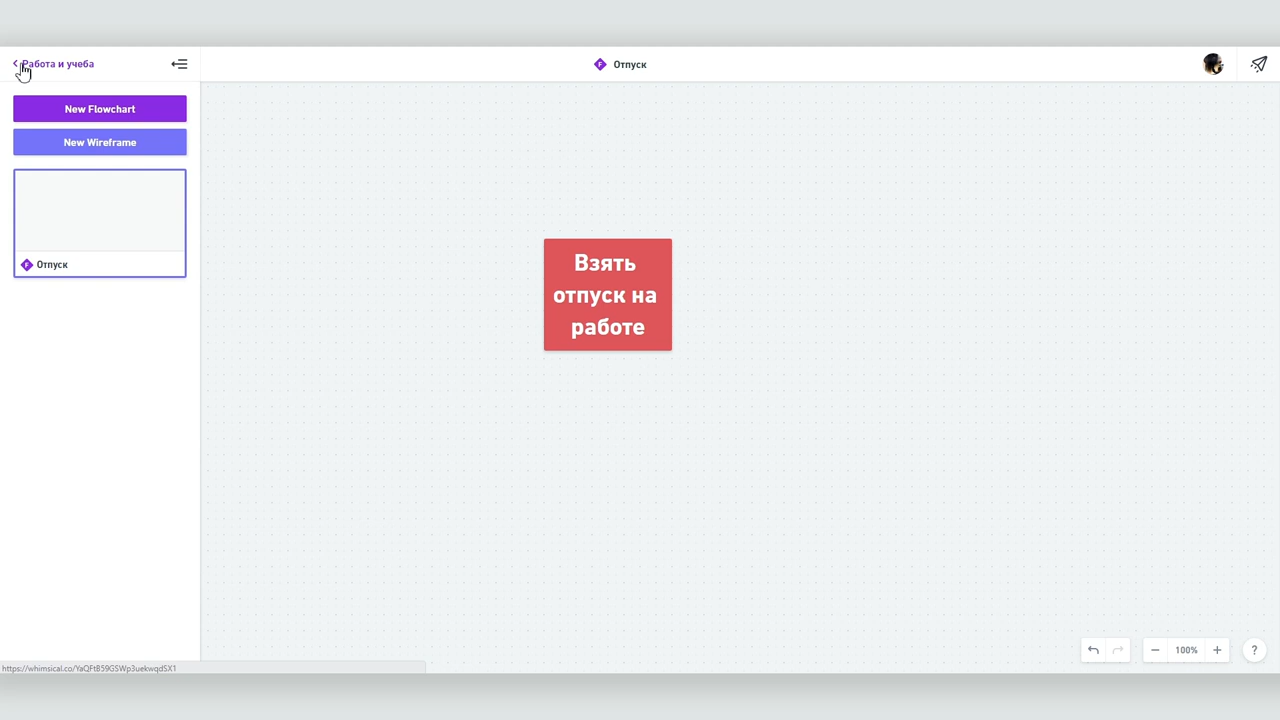 Работа и учеба
F Отпуск
New Flowchart
New Wireframe
F Отпуск
Взять
отпуск на
работе
100%
?
https://whimsical.co/YaQFtB59GSWp3uekwqdSX1